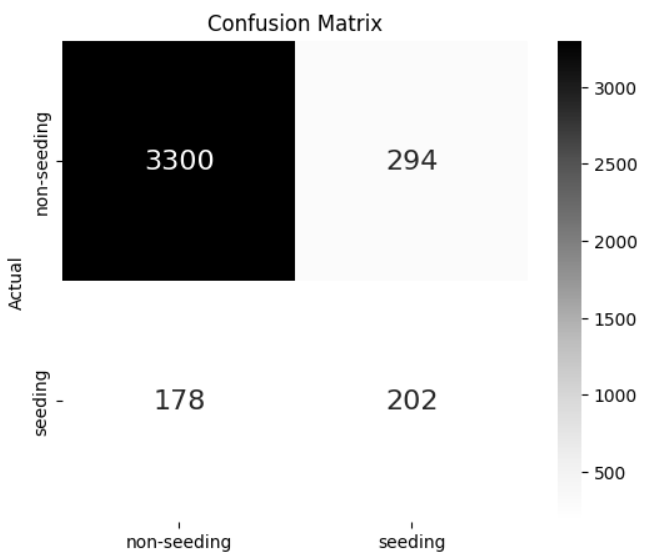 Confusion Matrix
non-seeding
3300
294
seeding
178
202
Actual
non-seeding
seeding
3000
2500
2000
1500
1000
500